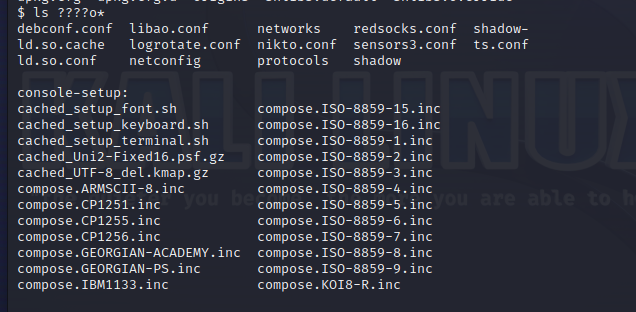 $ ls ????o*
debconf.conf libao.conf networks redsocks.conf shadow-
ld.so.cache logrotate.conf nikto.conf sensors3.conf ts.conf
ld.so.conf netconfig protocols shadow
console-setup:
cached_setup_font.sh compose.ISO-8859-15.inc
cached_setup_keyboard.sh compose.ISO-8859-16.inc
cached_setup_terminal.sh compose.ISO-8859-1.inc
cached_Uni2-Fixed16.psf.gz compose.ISO-8859-2.inc
cached_UTF-8_del.kmap.gz compose.ISO-8859-3.inc
compose.ARMSCII-8.inc compose.ISO-8859-4.inc
compose.CP1251.inc compose.ISO-8859-5.inc
compose.CP1255.inc compose.ISO-8859-6.inc
compose.CP1256.inc compose.ISO-8859-7.inc
compose.GEORGIAN-ACADEMY.inc compose.ISO-8859-8.inc
compose.GEORGIAN-PS.inc compose.ISO-8859-9.inc
compose.IBM1133.inc compose.KOI8-R.inc
KALI LINUX